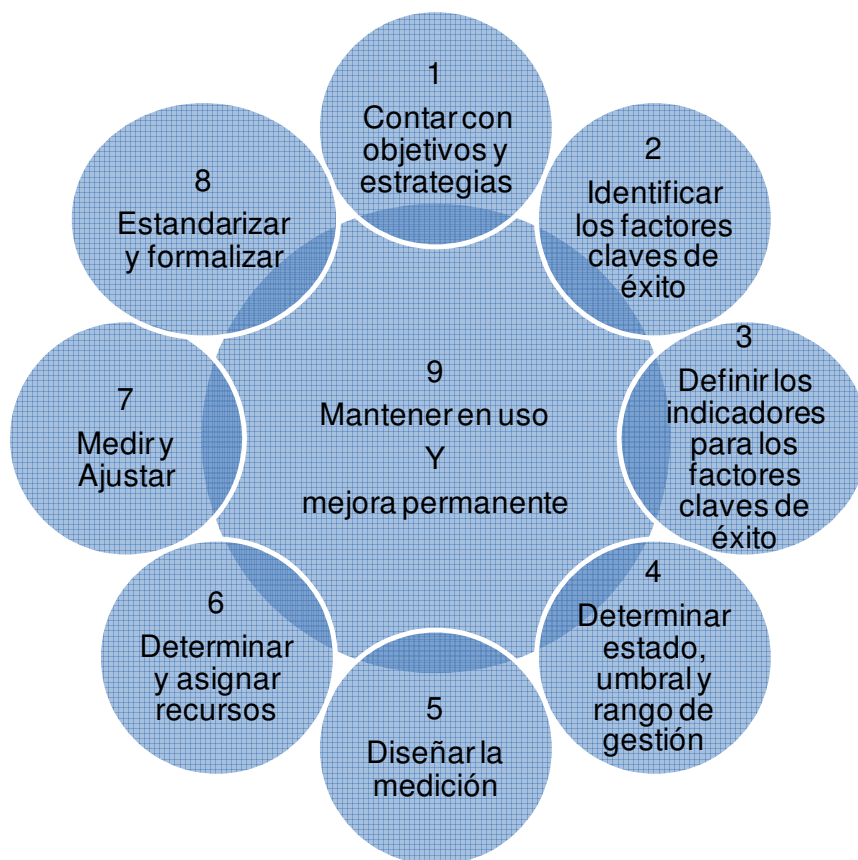 1
Contar con
objetivos y
estrategias
2
Identificar
los factores
claves de
éxito
3
Definir los
indicadores
para los
factores
claves de
éxito
4
Determinar
estado,
umbral y
rango de
gestión
5
Diseñar la
medición
6
Determinar
y asignar
recursos
7
Medir y
Ajustar
8
Estandarizar
y formalizar
9
Mantener en uso
Y
mejora permanente